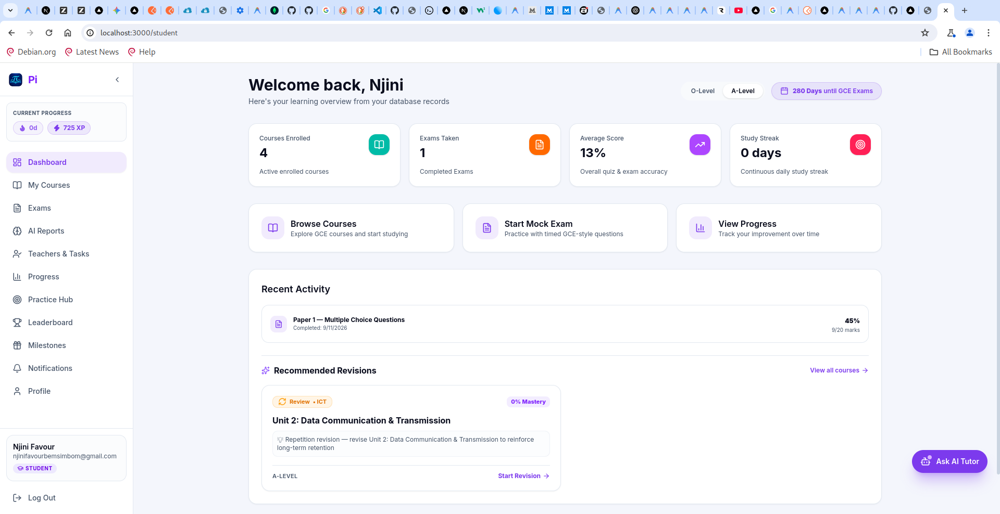 localhost:3000/student
Debian.org
Latest News
Help
All Bookmarks
Pi
CURRENT PROGRESS
0d
725 XP
Dashboard
My Courses
Exams
AI Reports
Teachers & Tasks
Progress
Practice Hub
Leaderboard
Milestones
Notifications
Profile
Njini Favour
njinifavourbemsimbom@gmail.com
STUDENT
Log Out
Welcome back, Njini
Here's your learning overview from your database records
O-Level
A-Level
280 Days until GCE Exams
Courses Enrolled
4
Active enrolled courses
Exams Taken
1
Completed Exams
Average Score
13%
Overall quiz & exam accuracy
Study Streak
0 days
Continuous daily study streak
Browse Courses
Explore GCE courses and start studying
Start Mock Exam
Practice with timed GCE-style questions
View Progress
Track your improvement over time
Recent Activity
Paper 1 — Multiple Choice Questions
Completed: 9/11/2026
45%
9/20 marks
Recommended Revisions
View all courses
Review • ICT
0% Mastery
Unit 2: Data Communication & Transmission
Repetition revision — revise Unit 2: Data Communication & Transmission to reinforce
long-term retention
A-LEVEL
Start Revision
Ask AI Tutor